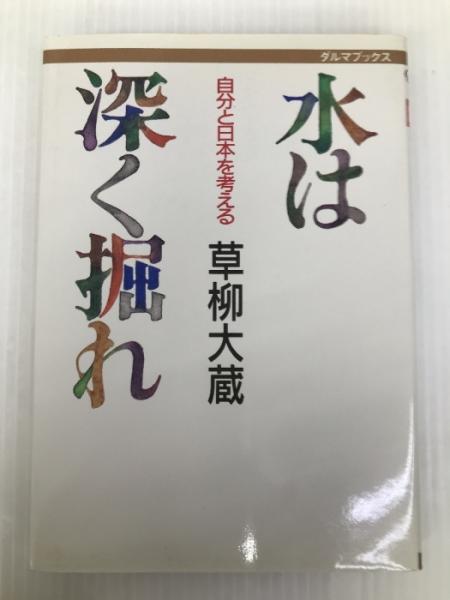 ダルマブックス
水は
深く掘れ
自分と日本を考える
草柳大蔵